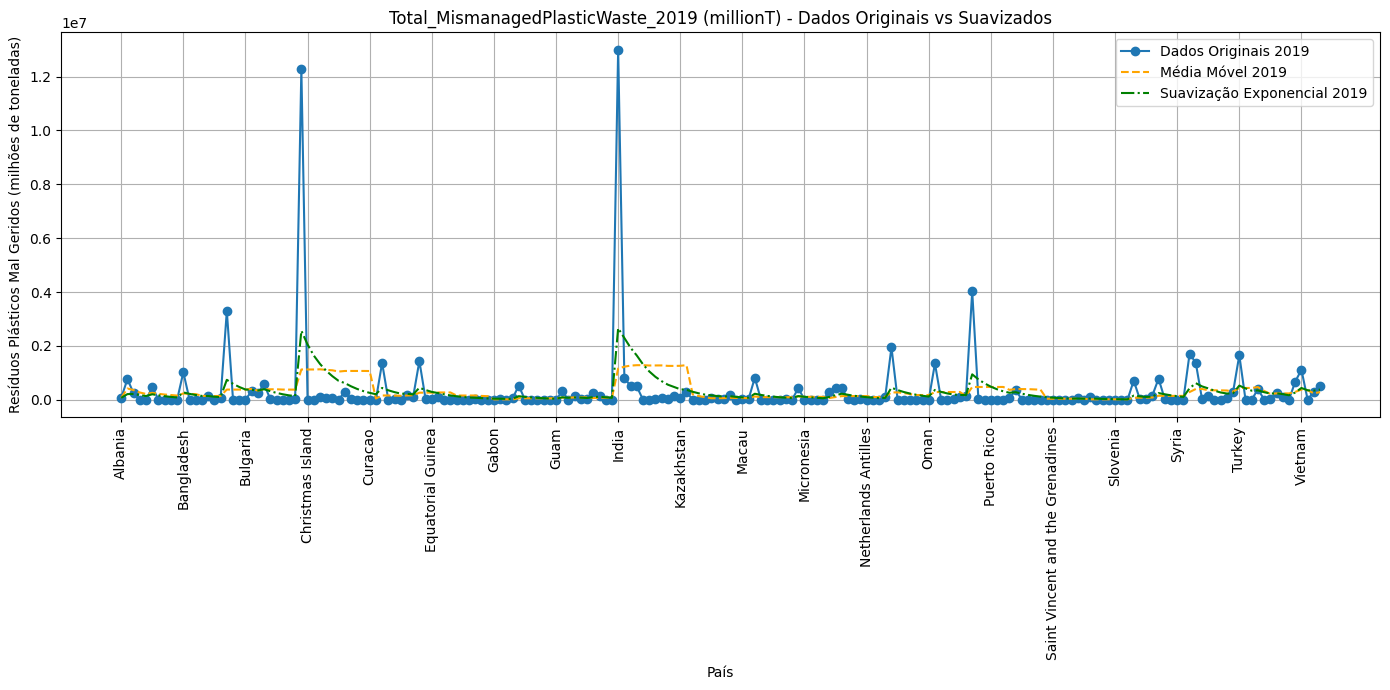 Total_MismanagedPlasticWaste_2019 (millionT) - Dados Originais vs Suavizados
1e7
Dados Originais 2019
Média Móvel 2019
Suavização Exponencial 2019
Resíduos Plásticos Mal Geridos (milhões de toneladas)
1.2
1.0
0.8
0.6
0.4
0.2
0.0
Albania
Bangladesh
Bulgaria
Christmas Island
Curacao
Equatorial Guinea
Gabon
Guam
India
Kazakhstan
Macau
Micronesia
Netherlands Antilles
Oman
Puerto Rico
Saint Vincent and the Grenadines
Slovenia
Syria
Turkey
Vietnam
País